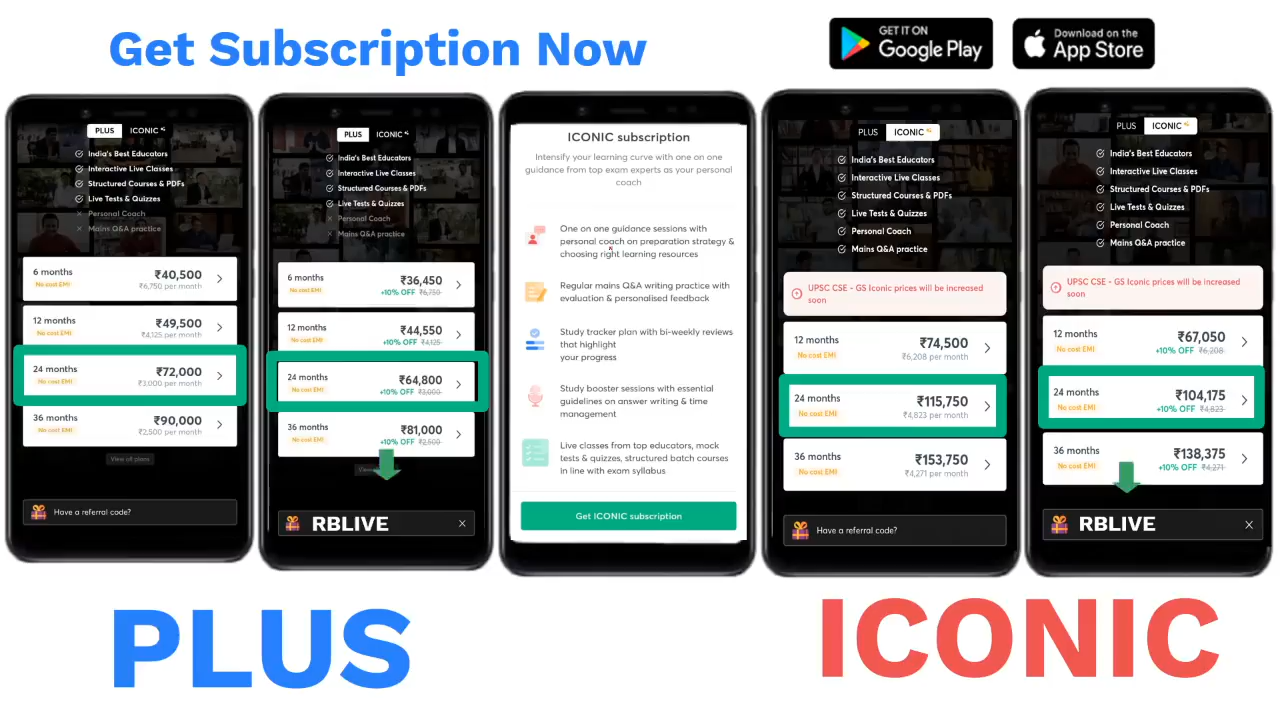 Get Subscription Now
GET IT ON
Google Play
Download on the
App Store
PLUS ICONIC
India's Best Educators
Interactive Live Classes
Structured Courses & PDFs
Live Tests & Quizzes
Personal Coach
Mains Q&A practice
6 months ₹40,500
No cost EMI ₹6,750 per month
12 months ₹49,500
No cost EMI ₹4,125 per month
24 months ₹72,000
No cost EMI ₹3,000 per month
36 months ₹90,000
No cost EMI ₹2,500 per month
View all plans
Have a referral code?
PLUS ICONIC
India's Best Educators
Interactive Live Classes
Structured Courses & PDFs
Live Tests & Quizzes
Personal Coach
Mains Q&A practice
6 months ₹36,450
No cost EMI +10% OFF ₹6,750
12 months ₹44,550
No cost EMI +10% OFF ₹4,125
24 months ₹64,800
No cost EMI +10% OFF ₹3,000
36 months ₹81,000
No cost EMI +10% OFF ₹2,500
RBLIVE
ICONIC subscription
Intensify your learning curve with one on one
guidance from top exam experts as your personal
coach
One on one guidance sessions with
personal coach on preparation strategy &
choosing right learning resources
Regular mains Q&A writing practice with
evaluation & personalised feedback
Study tracker plan with bi-weekly reviews
that highlight
your progress
Study booster sessions with essential
guidelines on answer writing & time
management
Live classes from top educators, mock
tests & quizzes, structured batch courses
in line with exam syllabus
Get ICONIC subscription
PLUS ICONIC
India's Best Educators
Interactive Live Classes
Structured Courses & PDFs
Live Tests & Quizzes
Personal Coach
Mains Q&A practice
UPSC CSE - GS Iconic prices will be increased
soon
12 months ₹74,500
No cost EMI ₹6,208 per month
24 months ₹115,750
No cost EMI ₹4,823 per month
36 months ₹153,750
No cost EMI ₹4,271 per month
Have a referral code?
PLUS ICONIC
India's Best Educators
Interactive Live Classes
Structured Courses & PDFs
Live Tests & Quizzes
Personal Coach
Mains Q&A practice
UPSC CSE - GS Iconic prices will be increased
soon
12 months ₹67,050
No cost EMI +10% OFF ₹6,208
24 months ₹104,175
No cost EMI +10% OFF ₹4,823
36 months ₹138,375
No cost EMI +10% OFF ₹4,271
RBLIVE
PLUS
ICONIC